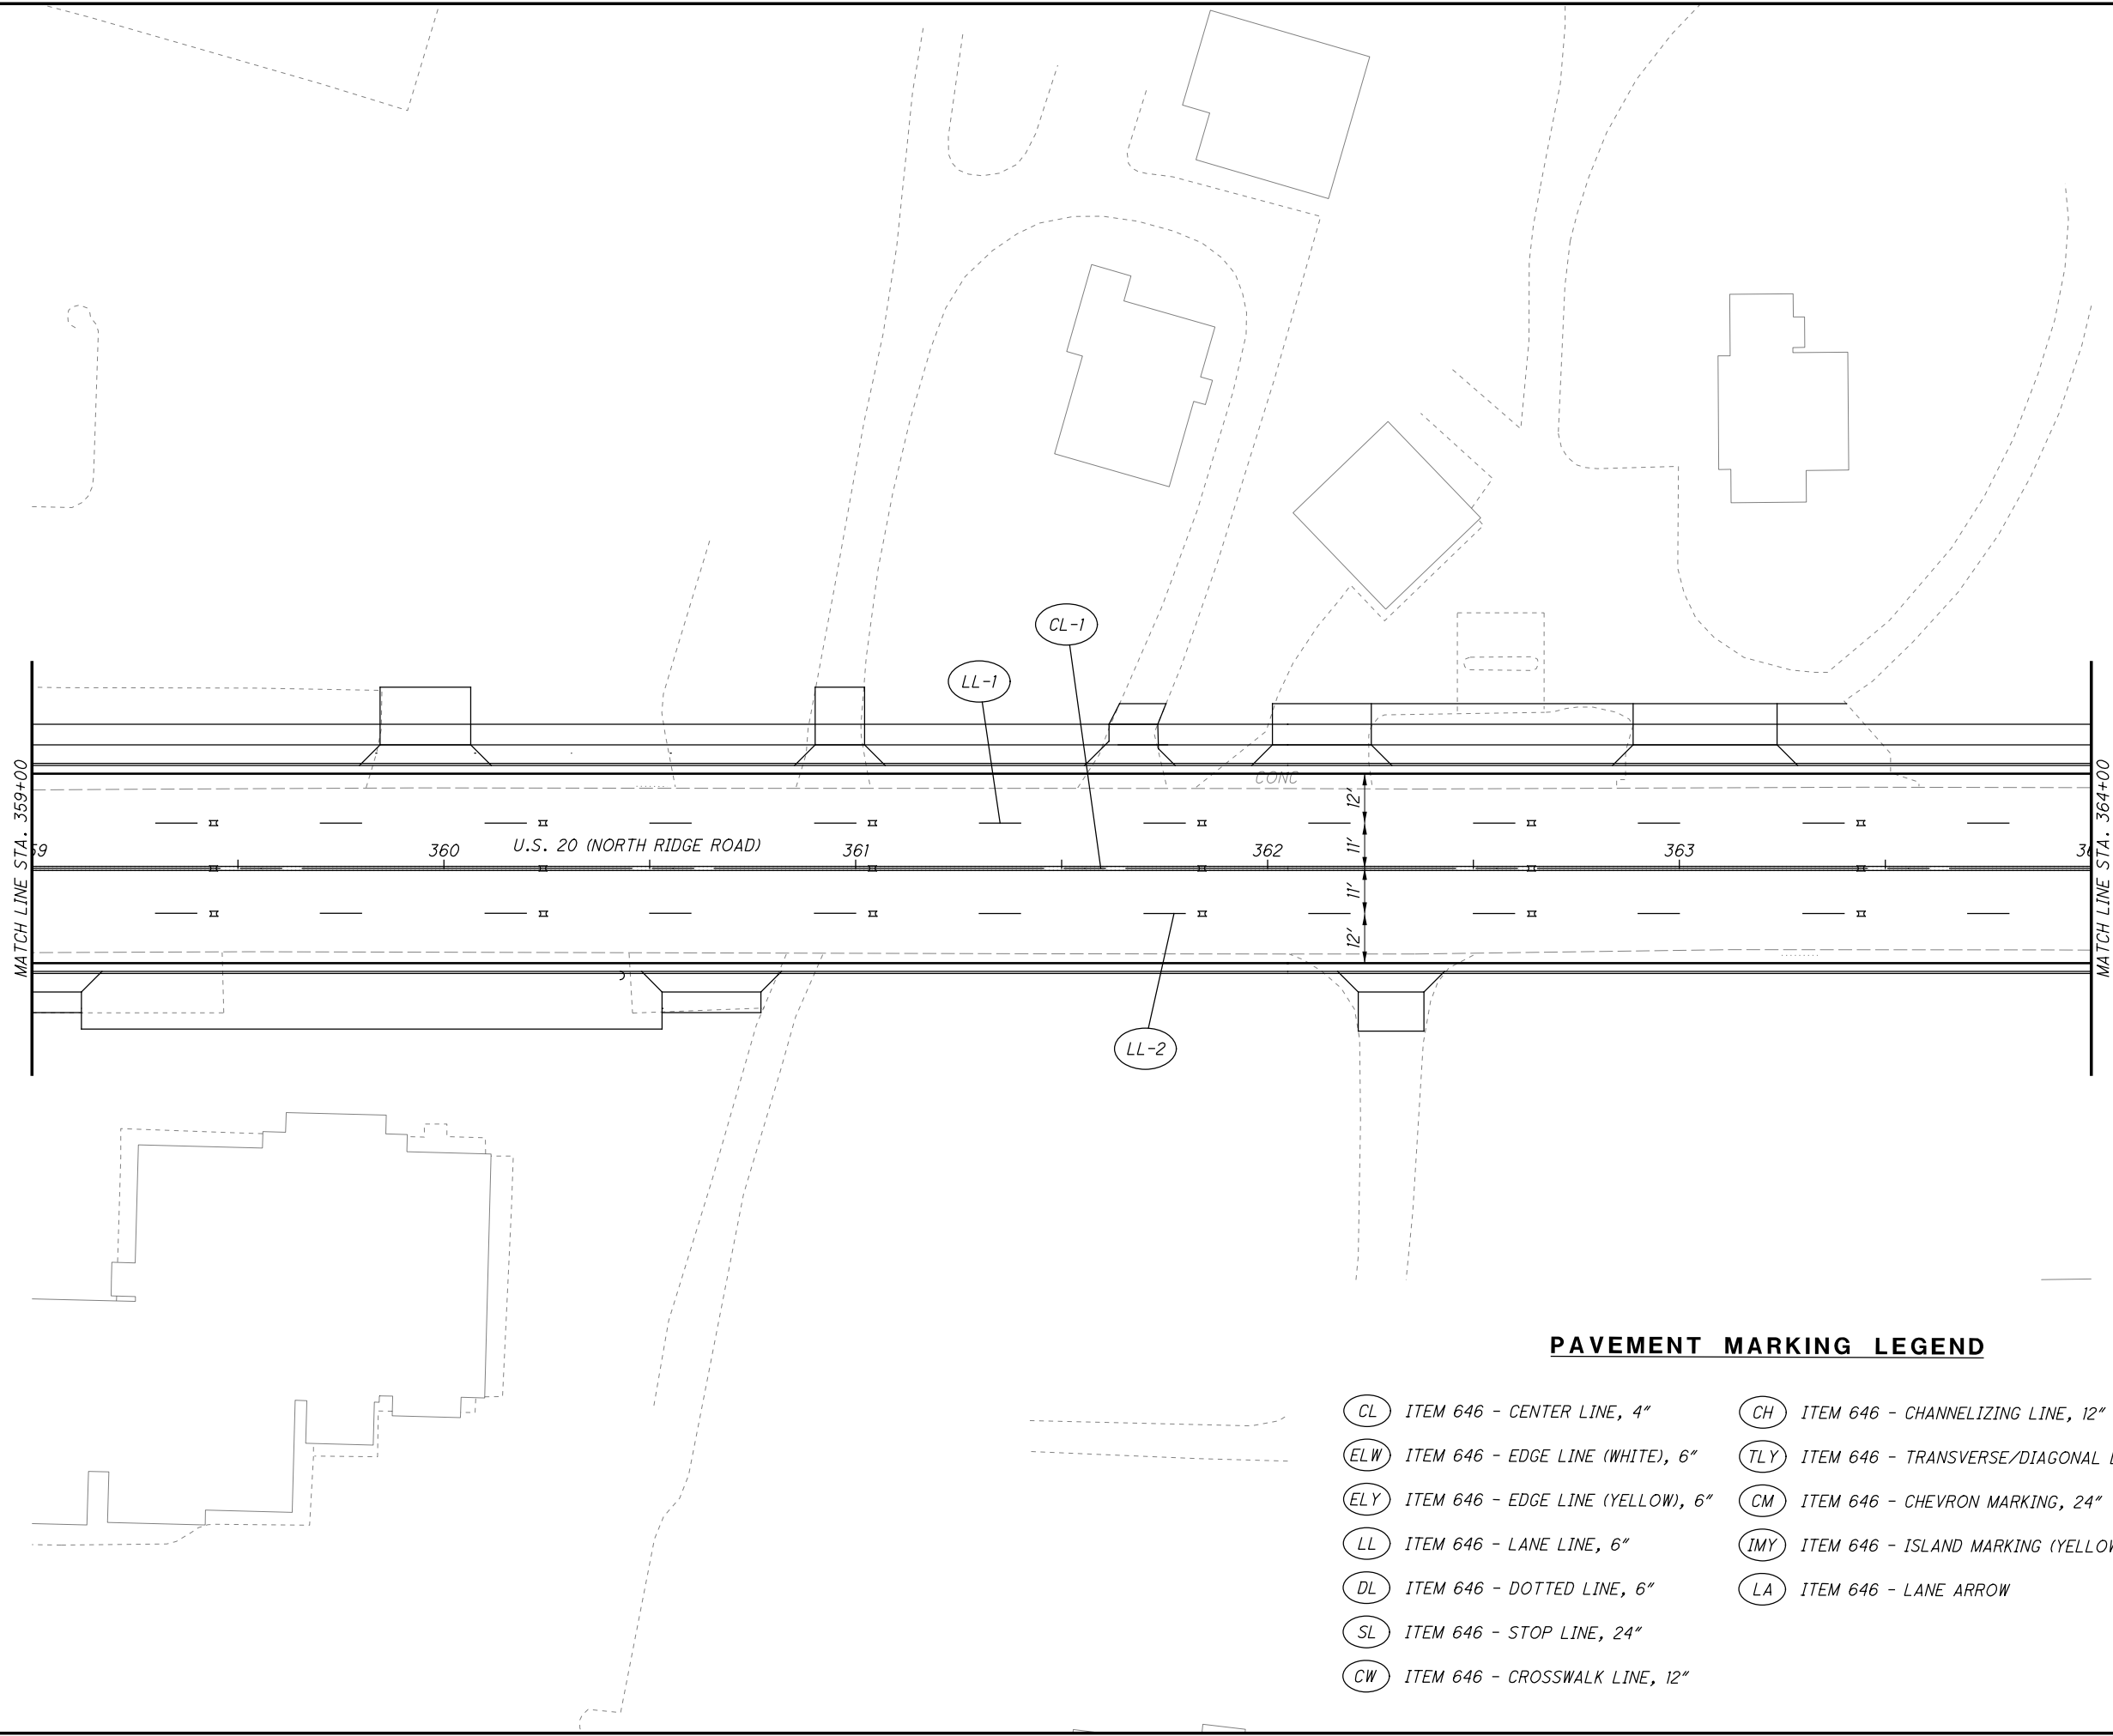 CL-1
LL-1
MATCH LINE STA. 359+00
MATCH LINE STA. 364+00
CONC
12'
11'
U.S. 20 (NORTH RIDGE ROAD)
59
360
361
362
363
36
11'
12'
LL-2
PAVEMENT MARKING LEGEND
CL ITEM 646 - CENTER LINE, 4"
ELW ITEM 646 - EDGE LINE (WHITE), 6"
ELY ITEM 646 - EDGE LINE (YELLOW), 6"
LL ITEM 646 - LANE LINE, 6"
DL ITEM 646 - DOTTED LINE, 6"
SL ITEM 646 - STOP LINE, 24"
CW ITEM 646 - CROSSWALK LINE, 12"
CH ITEM 646 - CHANNELIZING LINE, 12"
TLY ITEM 646 - TRANSVERSE/DIAGONAL
CM ITEM 646 - CHEVRON MARKING, 24"
IMY ITEM 646 - ISLAND MARKING (YELLOW
LA ITEM 646 - LANE ARROW